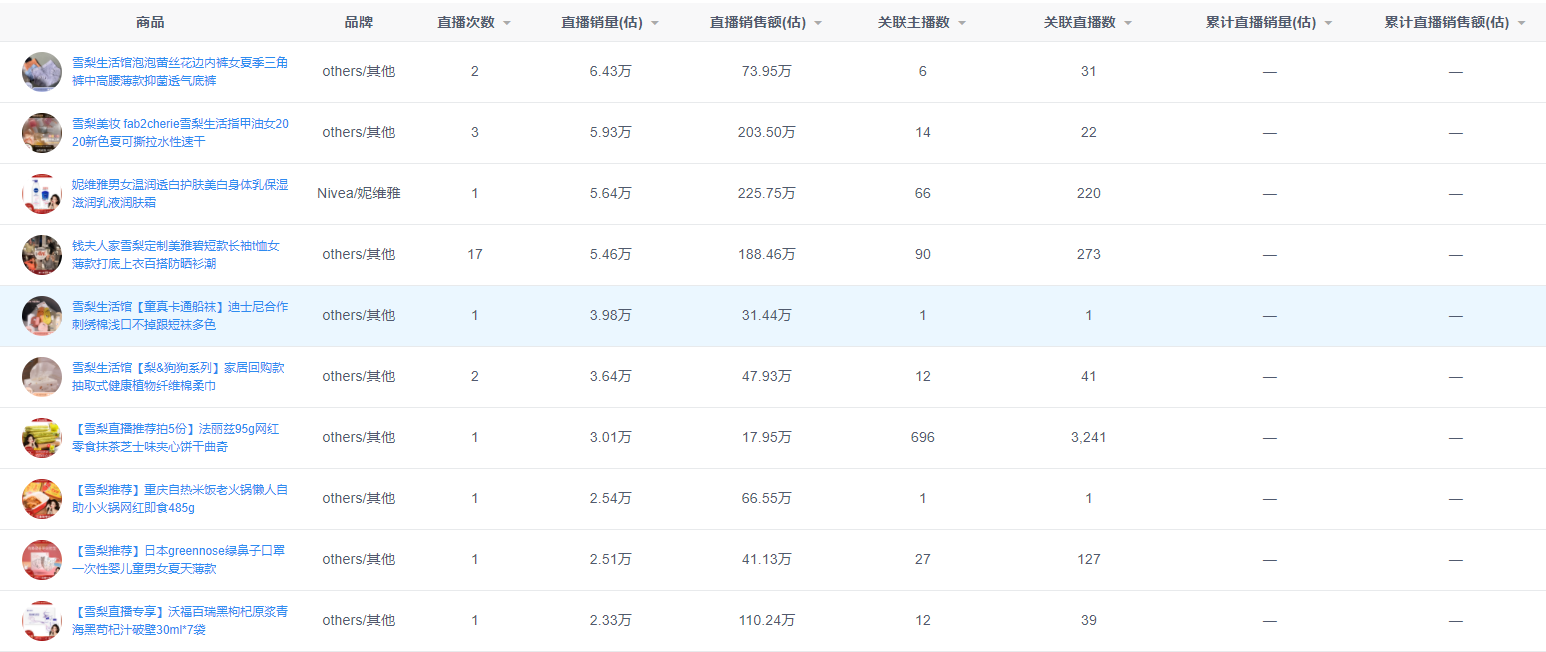 商品 品牌 直播次数 直播销量(估) 直播销售额(估) 关联主播数 关联直播数 累计直播销量(估) 累计直播销售额(估)
雪梨生活馆泡泡蕾丝花边内裤女夏季三角
裤中高腰薄款抑菌透气底裤
others/其他 2 6.43万 73.95万 6 31 — —
雪梨美妆 fab2cherie雪梨生活指甲油女20
20新色夏可撕拉水性速干
others/其他 3 5.93万 203.50万 14 22 — —
妮维雅男女温润透白护肤美白身体乳保湿
滋润乳液润肤霜
Nivea/妮维雅 1 5.64万 225.75万 66 220 — —
钱夫人家雪梨定制美雅碧短款长袖t恤女
薄款打底上衣百搭防晒衫潮
others/其他 17 5.46万 188.46万 90 273 — —
雪梨生活馆【童真卡通船袜】迪士尼合作
刺绣棉浅口不掉跟短袜多色
others/其他 1 3.98万 31.44万 1 1 — —
雪梨生活馆【梨&狗狗系列】家居回购款
抽取式健康植物纤维棉柔巾
others/其他 2 3.64万 47.93万 12 41 — —
【雪梨直播推荐拍5份】法丽兹95g网红
零食抹茶芝士味夹心饼干曲奇
others/其他 1 3.01万 17.95万 696 3,241 — —
【雪梨推荐】重庆自热米饭老火锅懒人自
助小火锅网红即食485g
others/其他 1 2.54万 66.55万 1 1 — —
【雪梨推荐】日本greennose绿鼻子口罩
一次性婴儿童男女夏天薄款
others/其他 1 2.51万 41.13万 27 127 — —
【雪梨直播专享】沃福百瑞黑枸杞原浆青
海黑苟杞汁破壁30ml*7袋
others/其他 1 2.33万 110.24万 12 39 — —